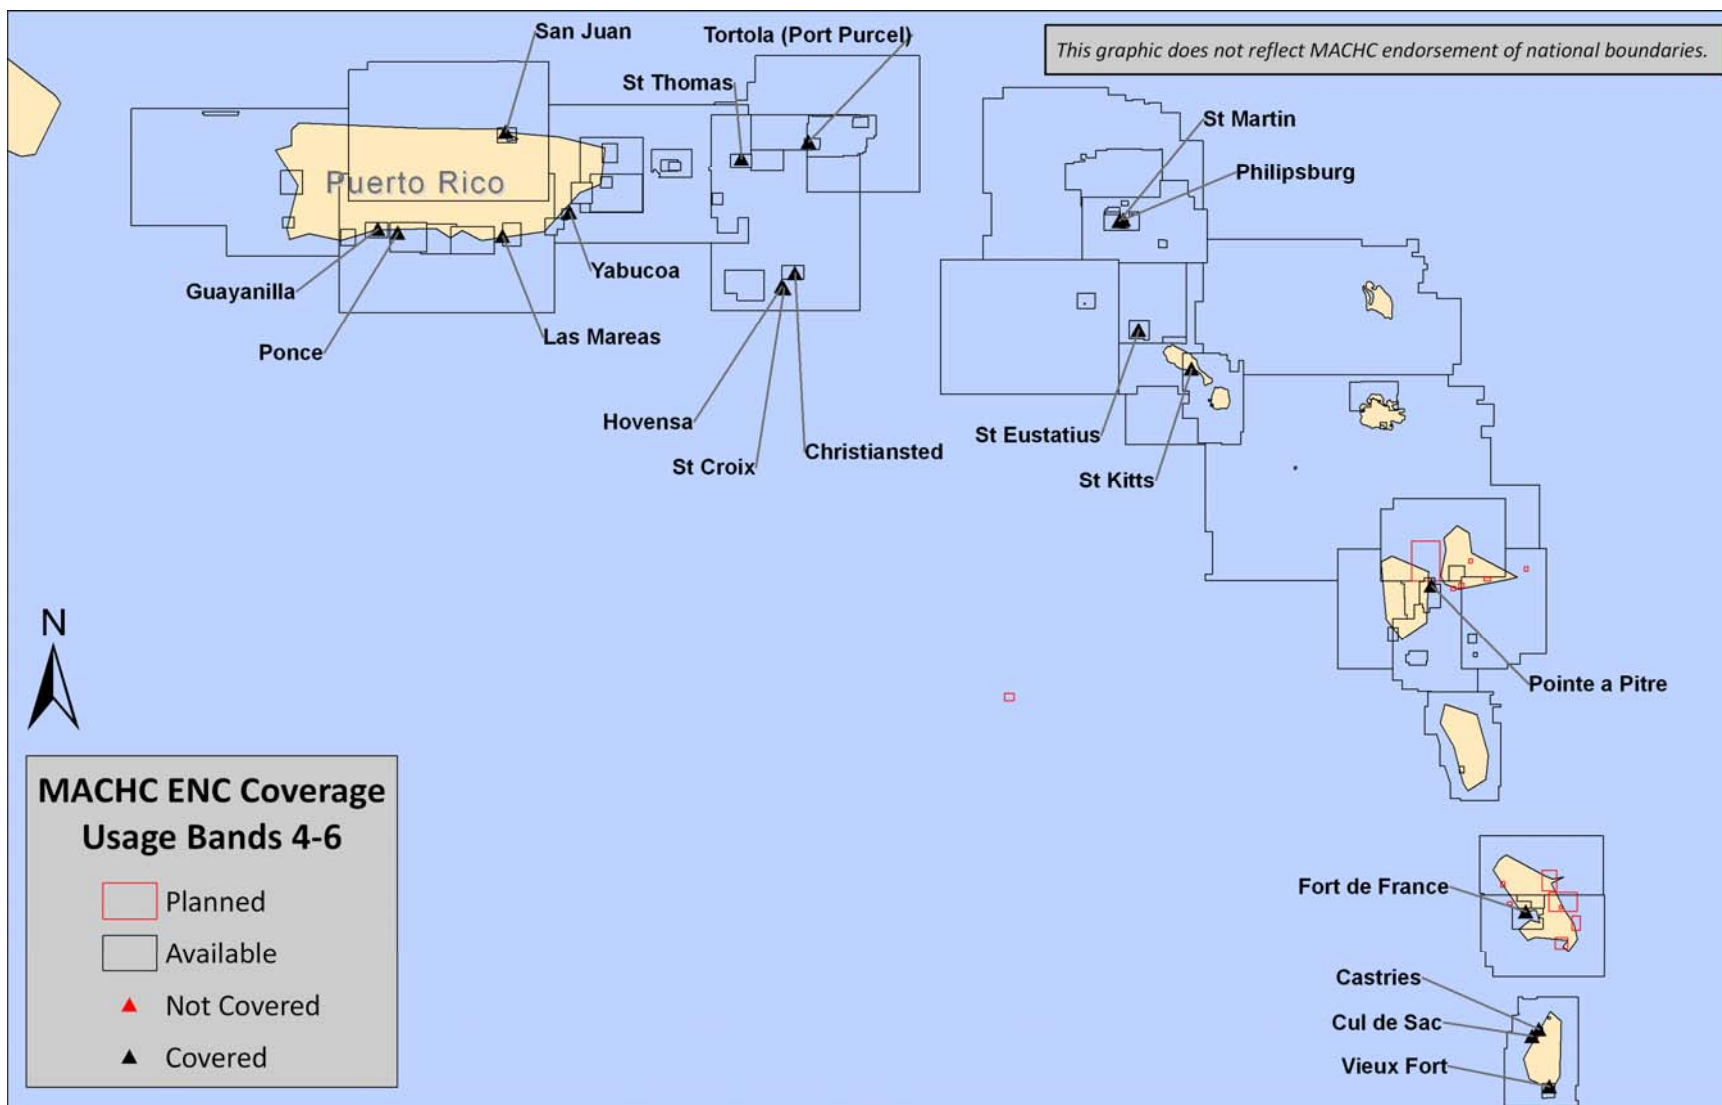 San Juan
Tortola (Port Purcel)
This graphic does not reflect MACHC endorsement of national boundaries.
St Thomas
St Martin
Philipsburg
Puerto Rico
Guayanilla
Yabucoa
Ponce
Las Mareas
Hovensa
St Croix
Christiansted
St Eustatius
St Kitts
N
Pointe a Pitre
MACHC ENC Coverage
Usage Bands 4-6
Planned
Available
Not Covered
Covered
Fort de France
Castries
Cul de Sac
Vieux Fort